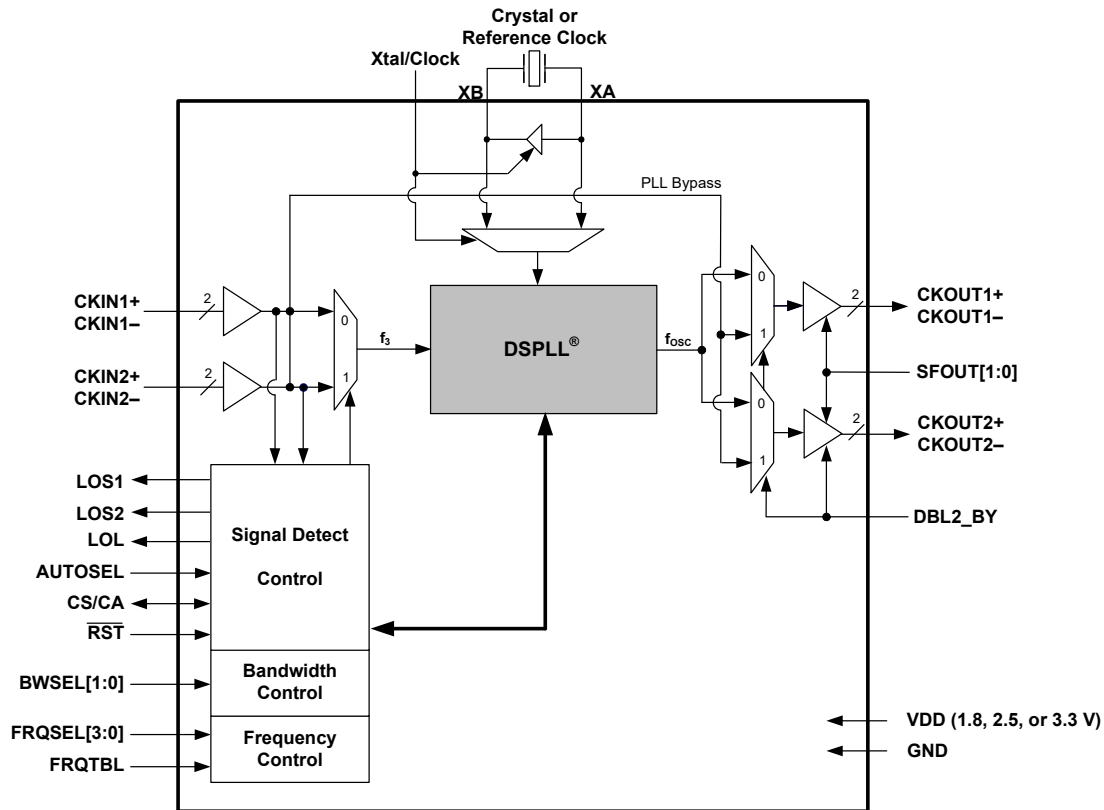 Crystal or
Reference Clock
Xtal/Clock
XB
XA
PLL Bypass
CKIN1+
CKIN1–
2
CKIN2+
CKIN2–
2
0
1
f3
DSPLL®
fOSC
0
1
0
1
2
CKOUT1+
CKOUT1–
SFOUT[1:0]
2
CKOUT2+
CKOUT2–
DBL2_BY
LOS1
LOS2
LOL
AUTOSEL
CS/CA
RST
BWSEL[1:0]
FRQSEL[3:0]
FRQTBL
Signal Detect
Control
Bandwidth
Control
Frequency
Control
VDD (1.8, 2.5, or 3.3 V)
GND